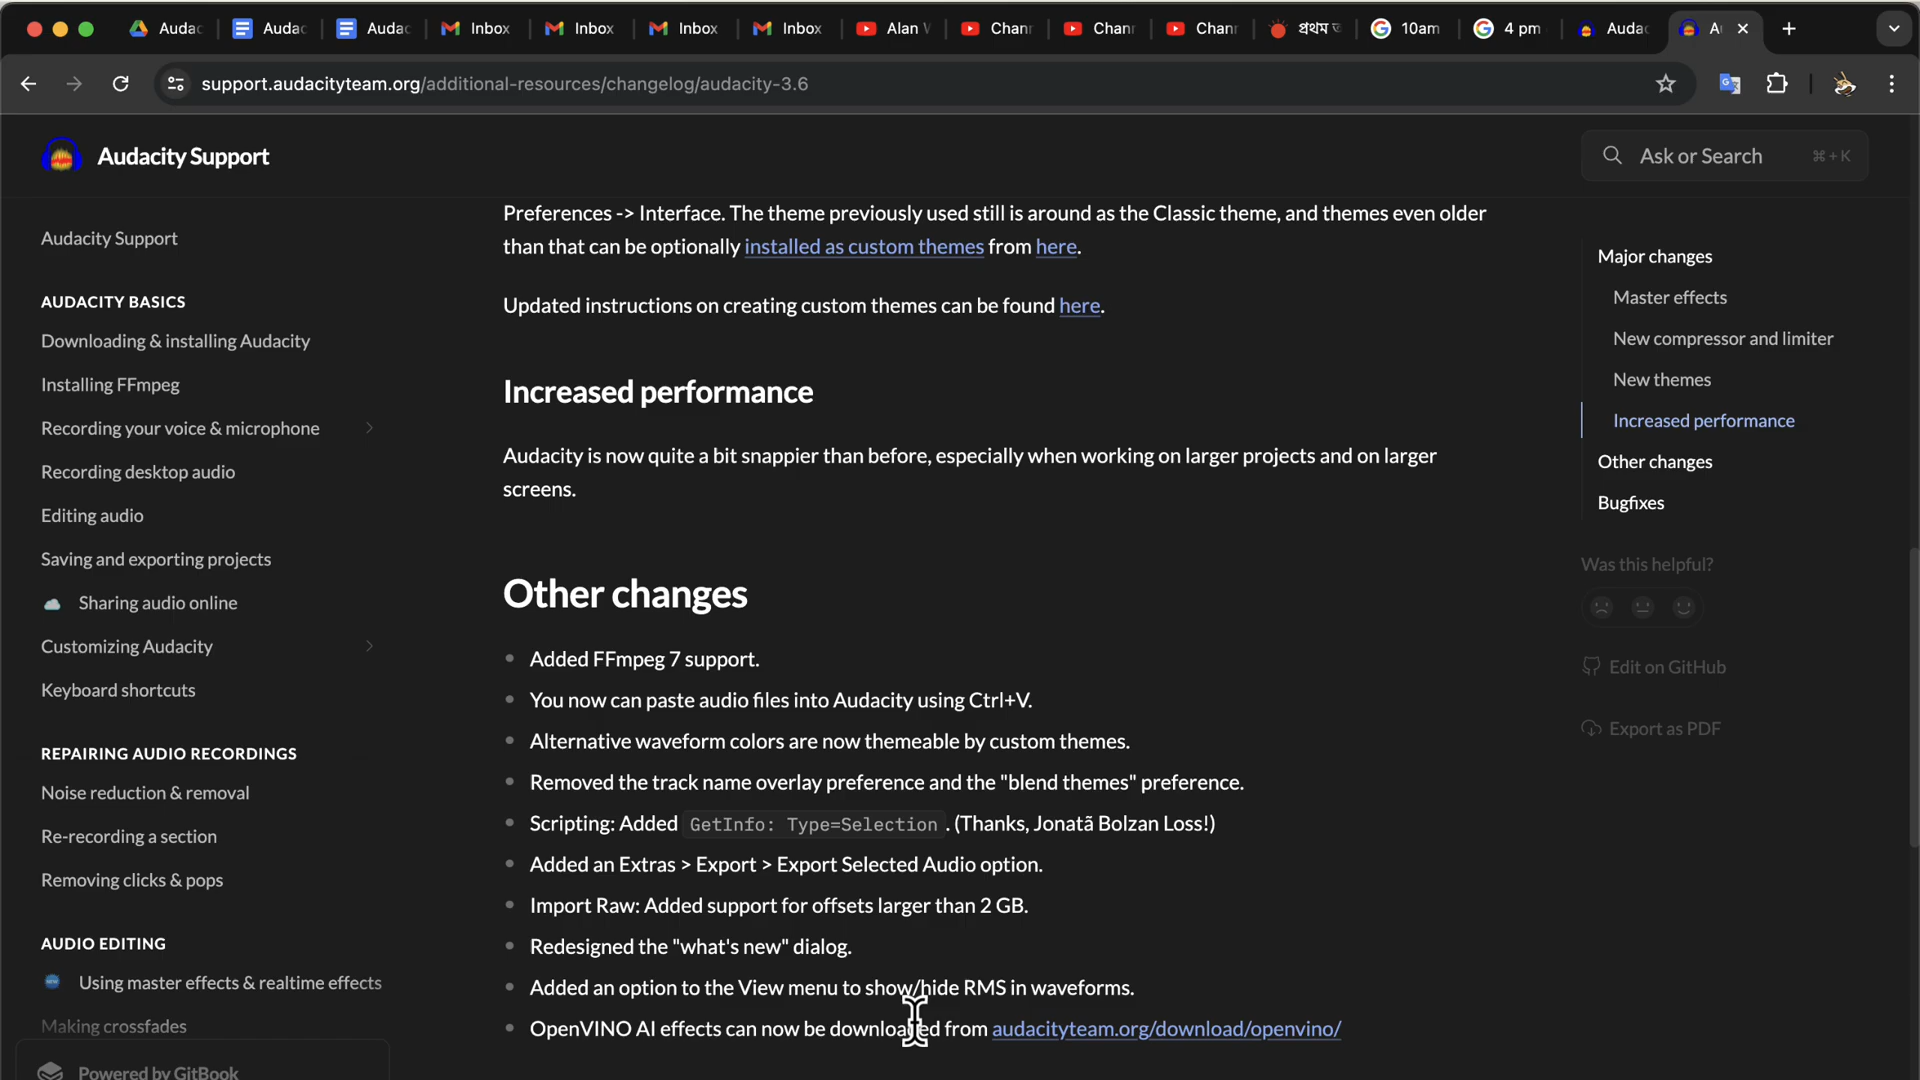 Audac
Audac
Audac
Inbox
Inbox
Inbox
Inbox
Alan
Chan
Chan
Chan
প্রথম
10am
4 pm
Audac
A
support.audacityteam.org/additional-resources/changelog/audacity-3.6
Audacity Support
Ask or Search
⌘+K
Audacity Support
AUDACITY BASICS
Downloading & installing Audacity
Installing FFmpeg
Recording your voice & microphone
Recording desktop audio
Editing audio
Saving and exporting projects
Sharing audio online
Customizing Audacity
Keyboard shortcuts
REPAIRING AUDIO RECORDINGS
Noise reduction & removal
Re-recording a section
Removing clicks & pops
AUDIO EDITING
Using master effects & realtime effects
Making crossfades
Powered by GitBook
Preferences -> Interface. The theme previously used still is around as the Classic theme, and themes even older
than that can be optionally installed as custom themes from here.
Updated instructions on creating custom themes can be found here.
Increased performance
Audacity is now quite a bit snappier than before, especially when working on larger projects and on larger
screens.
Other changes
Added FFmpeg 7 support.
You now can paste audio files into Audacity using Ctrl+V.
Alternative waveform colors are now themeable by custom themes.
Removed the track name overlay preference and the "blend themes" preference.
Scripting: Added GetInfo: Type=Selection. (Thanks, Jonatã Bolzan Loss!)
Added an Extras > Export > Export Selected Audio option.
Import Raw: Added support for offsets larger than 2 GB.
Redesigned the "what's new" dialog.
Added an option to the View menu to show/hide RMS in waveforms.
OpenVINO AI effects can now be downloaded from audacityteam.org/download/openvino/
Major changes
Master effects
New compressor and limiter
New themes
Increased performance
Other changes
Bugfixes
Was this helpful?
Edit on GitHub
Export as PDF